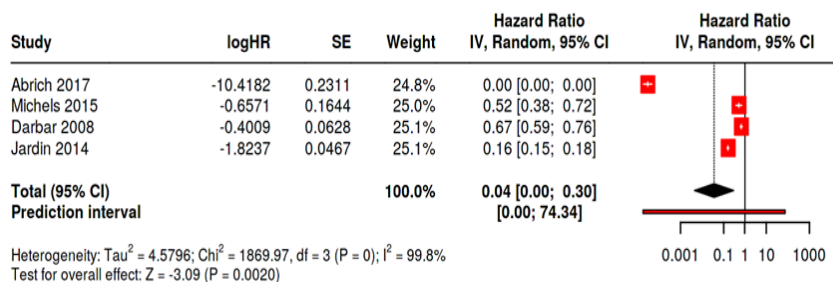 Hazard Ratio Hazard Ratio
Study logHR SE Weight IV, Random, 95% CI IV, Random, 95% CI
Abrich 2017 -10.4182 0.2311 24.8% 0.00 [0.00; 0.00]
Michels 2015 -0.6571 0.1644 25.0% 0.52 [0.38; 0.72]
Darbar 2008 -0.4009 0.0628 25.1% 0.67 [0.59; 0.76]
Jardin 2014 -1.8237 0.0467 25.1% 0.16 [0.15; 0.18]
Total (95% CI) 100.0% 0.04 [0.00; 0.30]
Prediction interval [0.00; 74.34]
Heterogeneity: Tau² = 4.5796; Chi² = 1869.97, df = 3 (P = 0); I² = 99.8%
0.001 0.1 1 10 1000
Test for overall effect: Z = -3.09 (P = 0.0020)